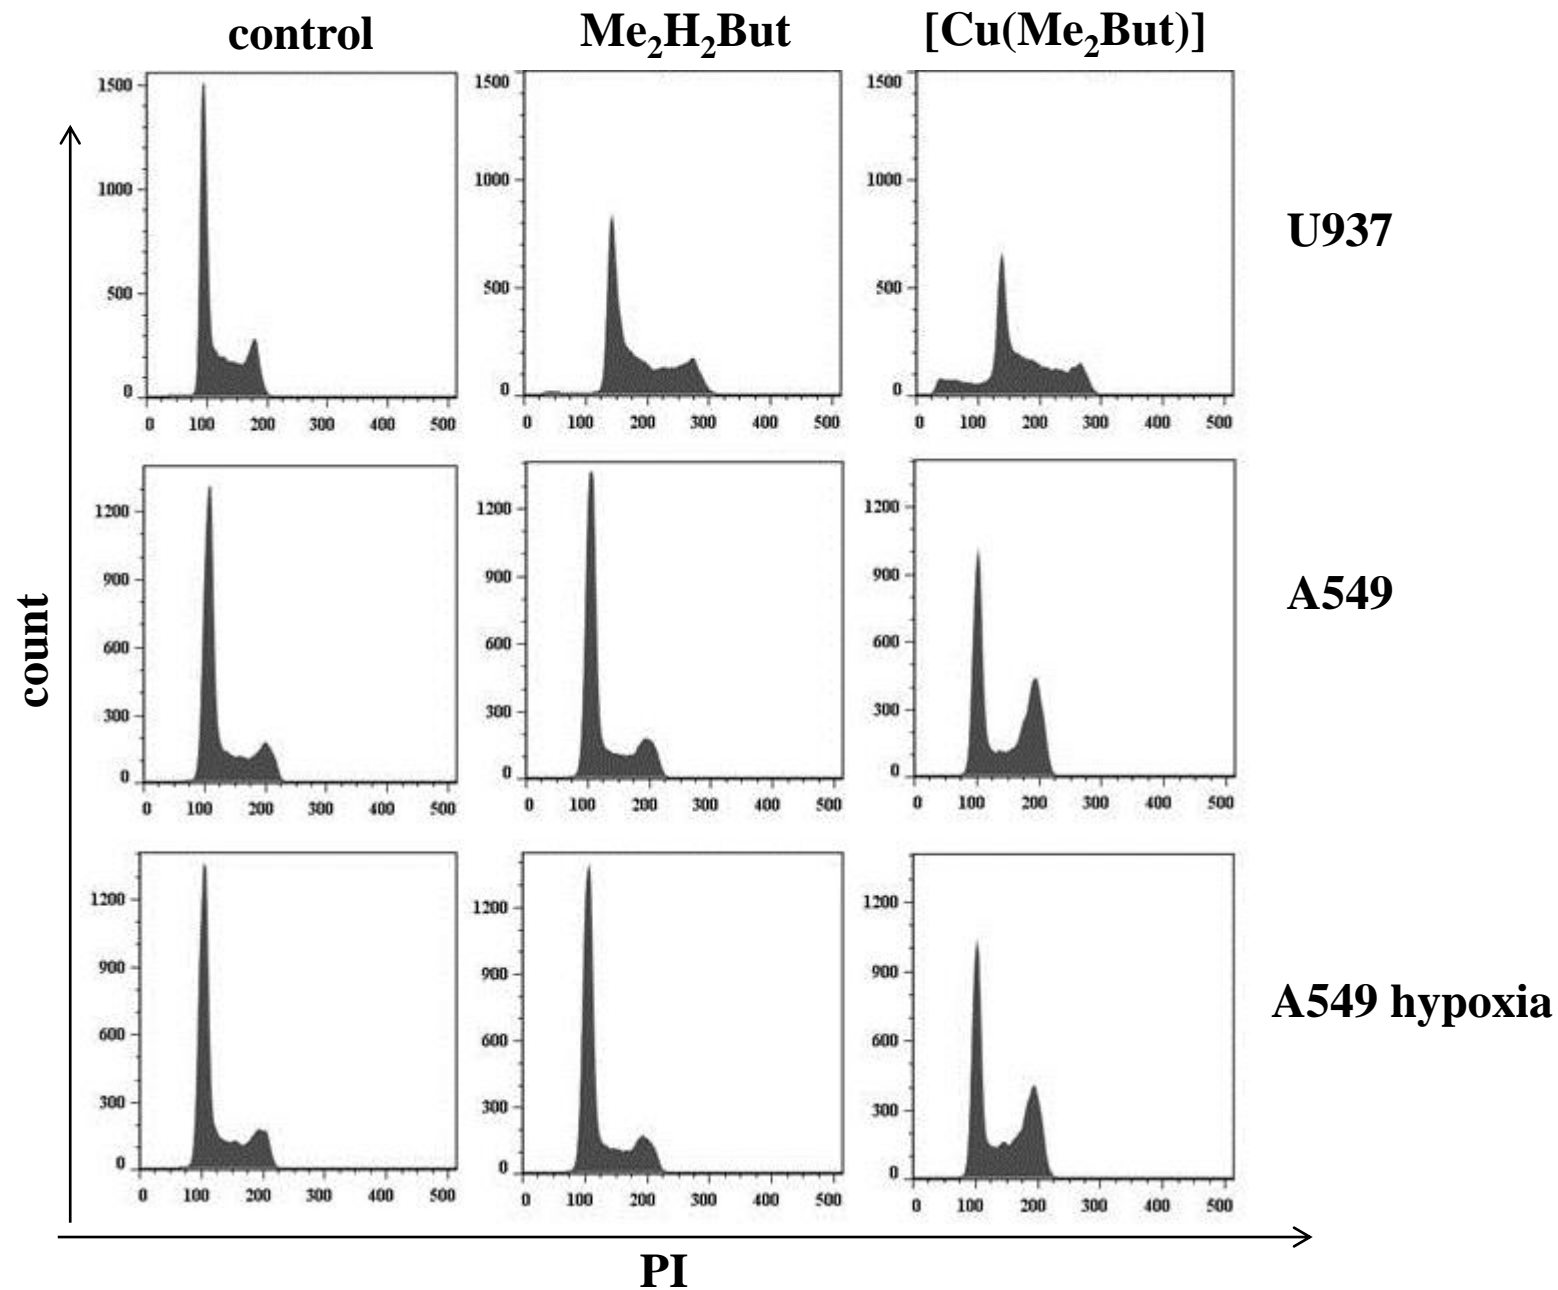 control Me₂H₂But [Cu(Me₂But)]
1500 1500 1500
1000 1000 1000
500 500 500
0 0 0
0 100 200 300 400 500 0 100 200 300 400 500 0 100 200 300 400 500
U937
1200 1200 1200
900 900 900
600 600 600
300 300 300
0 0 0
0 100 200 300 400 500 0 100 200 300 400 500 0 100 200 300 400 500
A549
1200 1200 1200
900 900 900
600 600 600
300 300 300
0 0 0
0 100 200 300 400 500 0 100 200 300 400 500 0 100 200 300 400 500
A549 hypoxia
count
PI